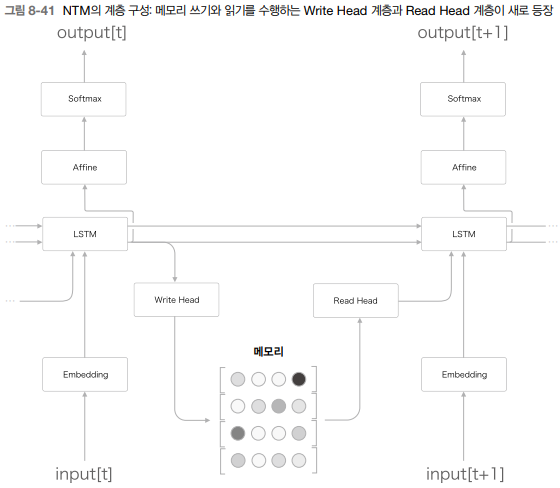 그림 8-41 NTM의 계층 구성: 메모리 쓰기와 읽기를 수행하는 Write Head 계층과 Read Head 계층이 새로 등장
output[t] output[t+1]
Softmax Softmax
Affine Affine
LSTM LSTM
Write Head Read Head
메모리
Embedding Embedding
input[t] input[t+1]